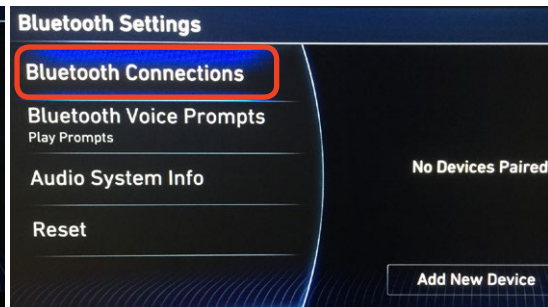 Bluetooth Settings
Bluetooth Connections
Bluetooth Voice Prompts
Play Prompts
No Devices Paired
Audio System Info
Reset
Add New Device